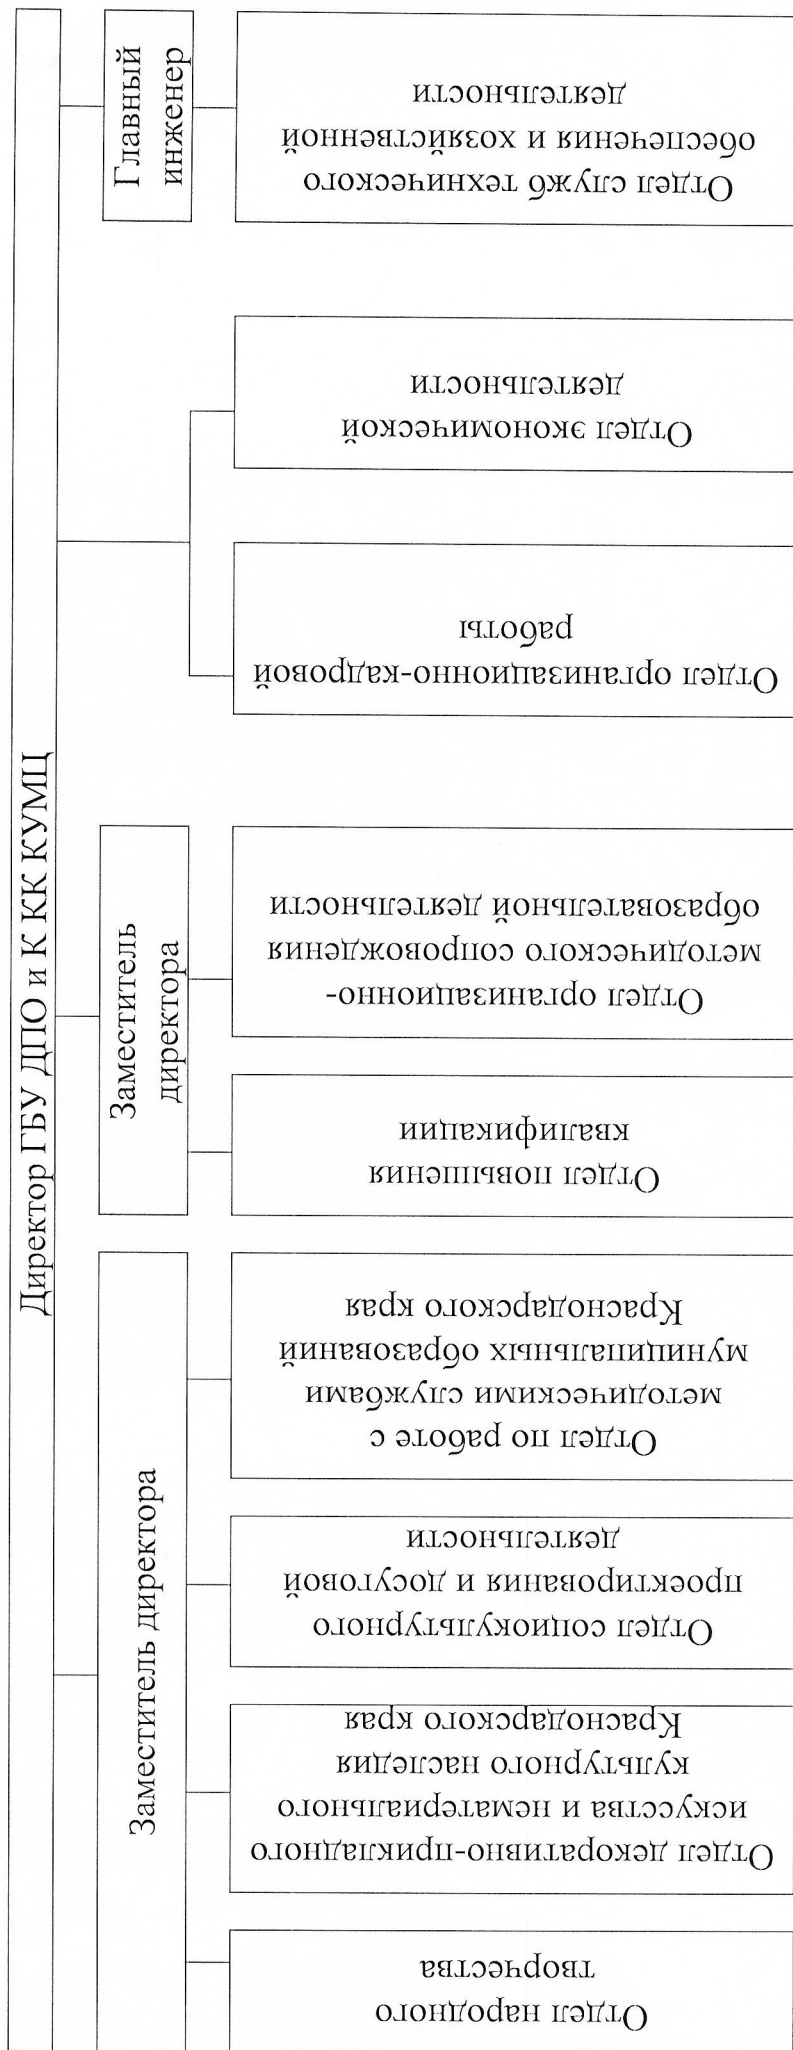 Директор ГБУ ДПО и К КК КУМЦ
Заместитель директора
Отдел народного
творчества
Отдел декоративно-прикладного
искусства и нематериального
культурного наследия
Краснодарского края
Отдел социокультурного
проектирования и досуговой
деятельности
Отдел по работе с
методическими службами
муниципальных образований
Краснодарского края
Заместитель
директора
Отдел повышения
квалификации
Отдел организационно-
методического сопровождения
образовательной деятельности
Отдел организационно-кадровой
работы
Отдел экономической
деятельности
Главный
инженер
Отдел служб технического
обеспечения и хозяйственной
деятельности